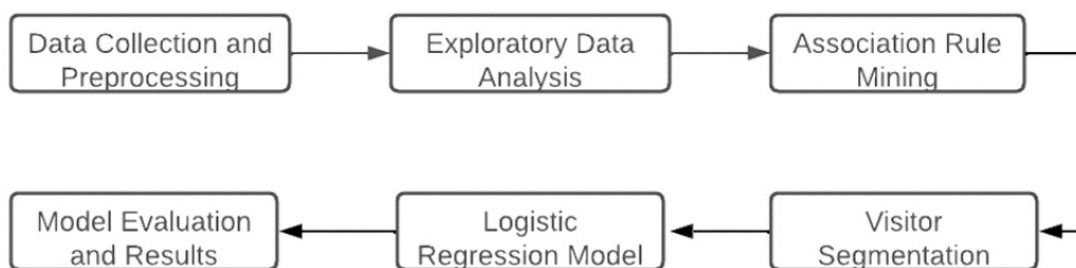 Data Collection and
Preprocessing
Exploratory Data
Analysis
Association Rule
Mining
Model Evaluation
and Results
Logistic
Regression Model
Visitor
Segmentation